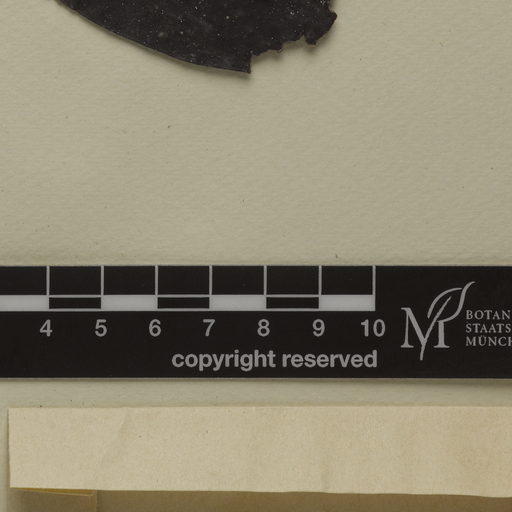 4 5 6 7 8 9 10
copyright reserved
M
BOTAN
STAATS
MÜNCH